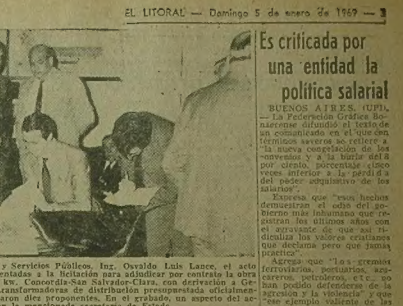 EL LITORAL — Domingo 5 de enero de 1969 — 3
Es criticada por
una entidad la
política salarial
BUENOS AIRES, (UPI).
— La Federación Gráfica Bo-
naerense difundió el texto de
un comunicado en el que con
términos severos se refiere a
"la nueva congelación de los
convenios y a la burla del 8
por ciento, porcentaje cinco
veces inferior a la pérdida
del poder adquisitivo de los
salarios".
Expresa que "esos hechos
demuestran el odio del go-
bierno más inhumano que re-
gistran los últimos años con
el agravante de que así ri-
diculiza los valores cristianos
que declama pero que jamás
practica".
Agrega: "Los gremios
ferroviarios, portuarios, azu-
careros, petroleros, etc., no
han podido defenderse de la
agresión y la violencia" y que
ejemplo valiente de la
y Servicios Públicos, Ing. Osvaldo Luis Lance, el acto
entadas a la licitación para adjudicar por contesto la obra
kw. Concordia-San Salvador-Clara, con derivación a Ge-
transformadoras de distribución presupuestada oficialmen-
aron diez proponentes. En el grabado, un aspecto del ac-